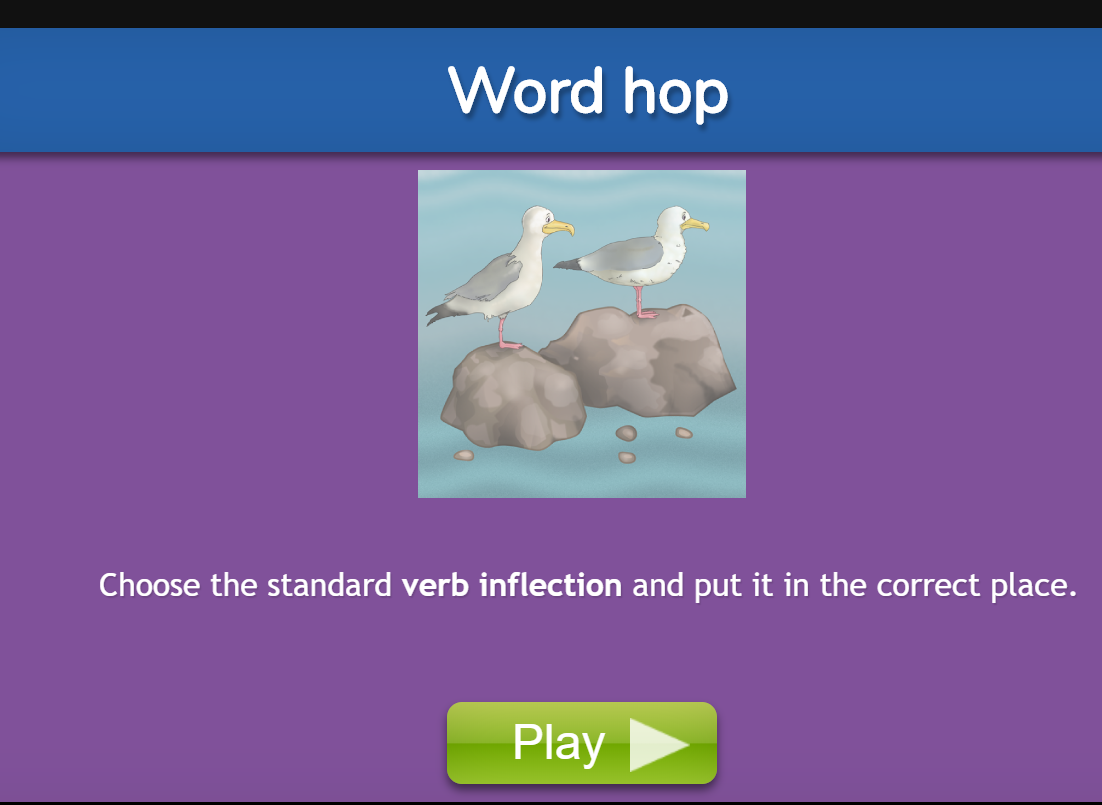 Word hop
Choose the standard verb inflection and put it in the correct place.
Play